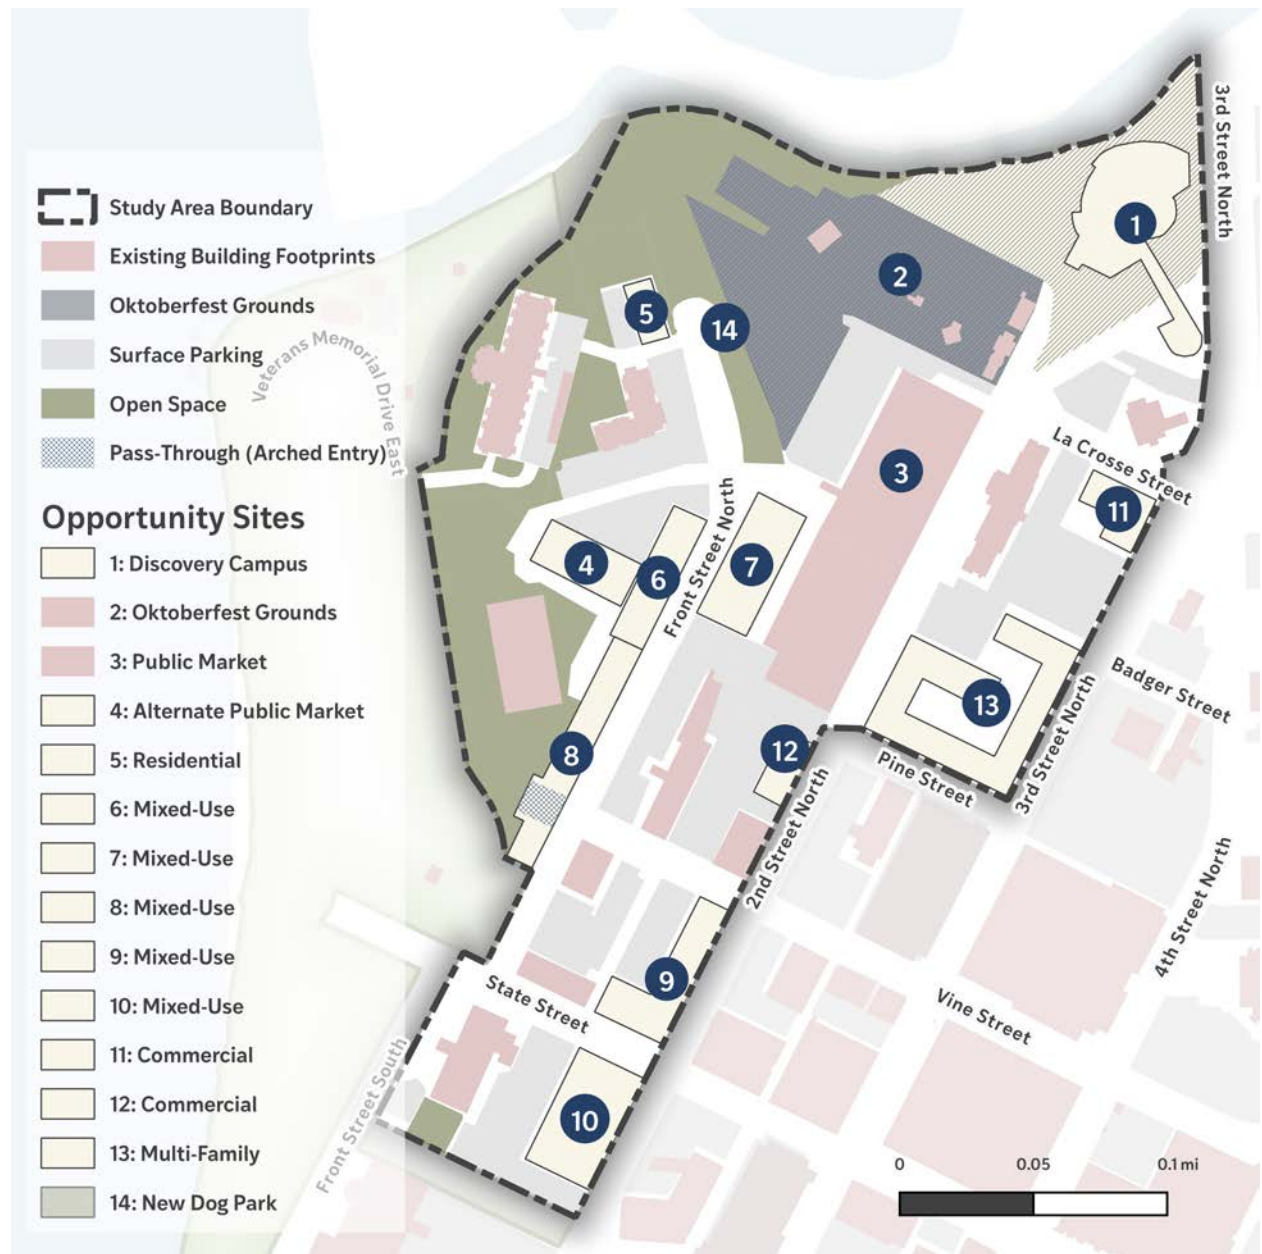 Study Area Boundary
Existing Building Footprints
Oktoberfest Grounds
Surface Parking
Open Space
Pass-Through (Arched Entry)
Opportunity Sites
1: Discovery Campus
2: Oktoberfest Grounds
3: Public Market
4: Alternate Public Market
5: Residential
6: Mixed-Use
7: Mixed-Use
8: Mixed-Use
9: Mixed-Use
10: Mixed-Use
11: Commercial
12: Commercial
13: Multi-Family
14: New Dog Park
Veterans Memorial Drive East
3rd Street North
1
2
5
14
La Crosse Street
3
11
4
6
7
Front Street North
13
Badger Street
8
12
Pine Street
3rd Street North
2nd Street North
4th Street North
9
State Street
Vine Street
Front Street South
10
0
0.05
0.1 mi